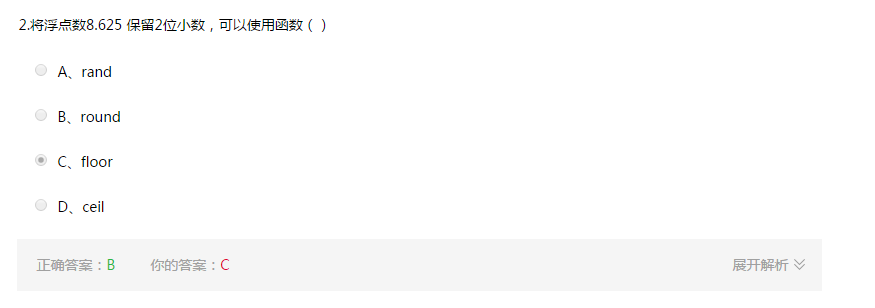 2.将浮点数8.625 保留2位小数，可以使用函数（ ）
A、rand
B、round
C、floor
D、ceil
正确答案：B 你的答案：C 展开解析